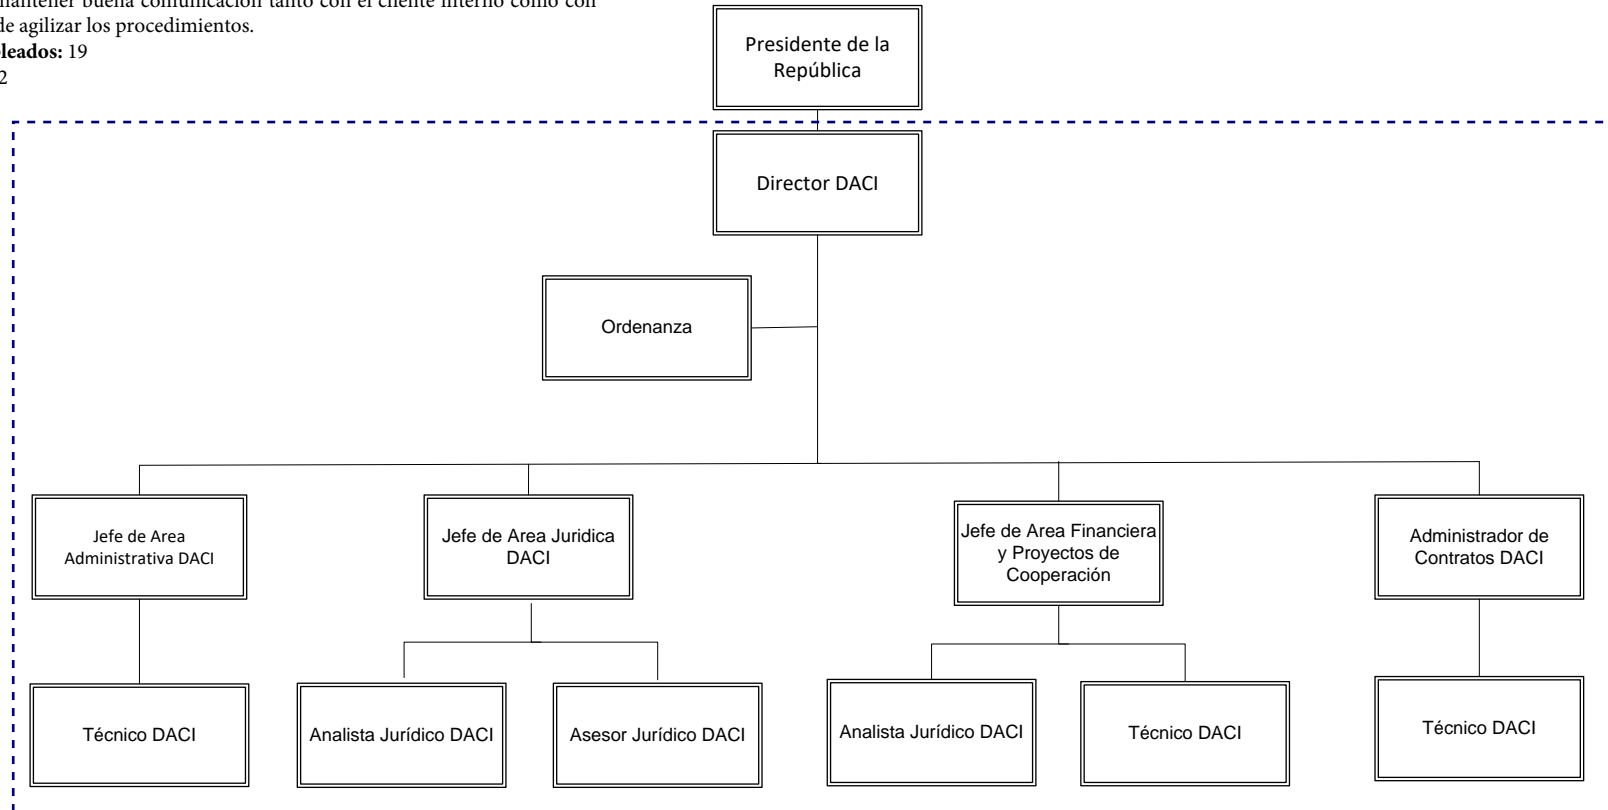 mantener buena comunicación tanto con el cliente interno como con
de agilizar los procedimientos.
pleados: 19
2
Presidente de la
República
Director DACI
Ordenanza
Jefe de Area
Administrativa DACI
Jefe de Area Juridica
DACI
Jefe de Area Financiera
y Proyectos de
Cooperación
Administrador de
Contratos DACI
Técnico DACI
Analista Jurídico DACI
Asesor Jurídico DACI
Analista Jurídico DACI
Técnico DACI
Técnico DACI